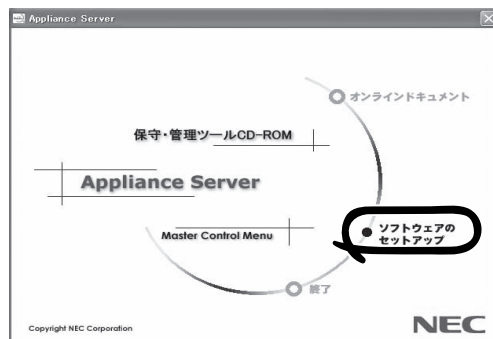 Appliance Server
オンラインドキュメント
保守・管理ツールCD-ROM
Appliance Server
ソフトウェアの
セットアップ
Master Control Menu
終了
Copyright NEC Corporation
NEC